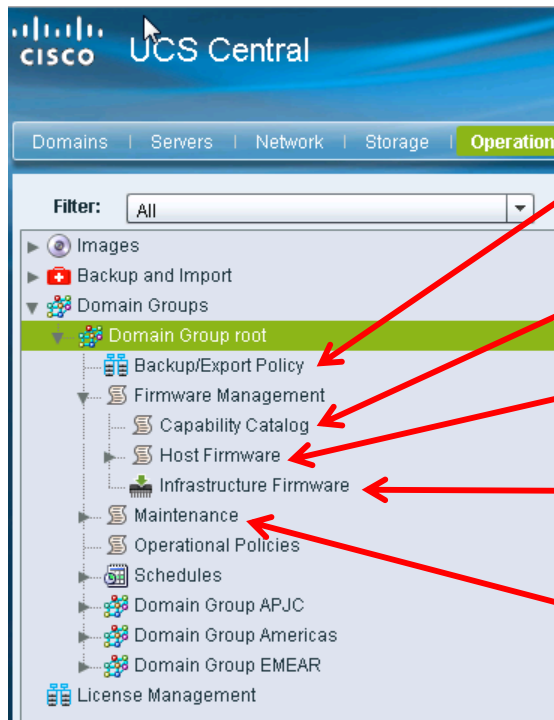 CISCO UCS Central
Domains | Servers | Network | Storage | Operation
Filter: All
Images
Backup and Import
Domain Groups
Domain Group root
Backup/Export Policy
Firmware Management
Capability Catalog
Host Firmware
Infrastructure Firmware
Maintenance
Operational Policies
Schedules
Domain Group APJC
Domain Group Americas
Domain Group EMEAR
License Management